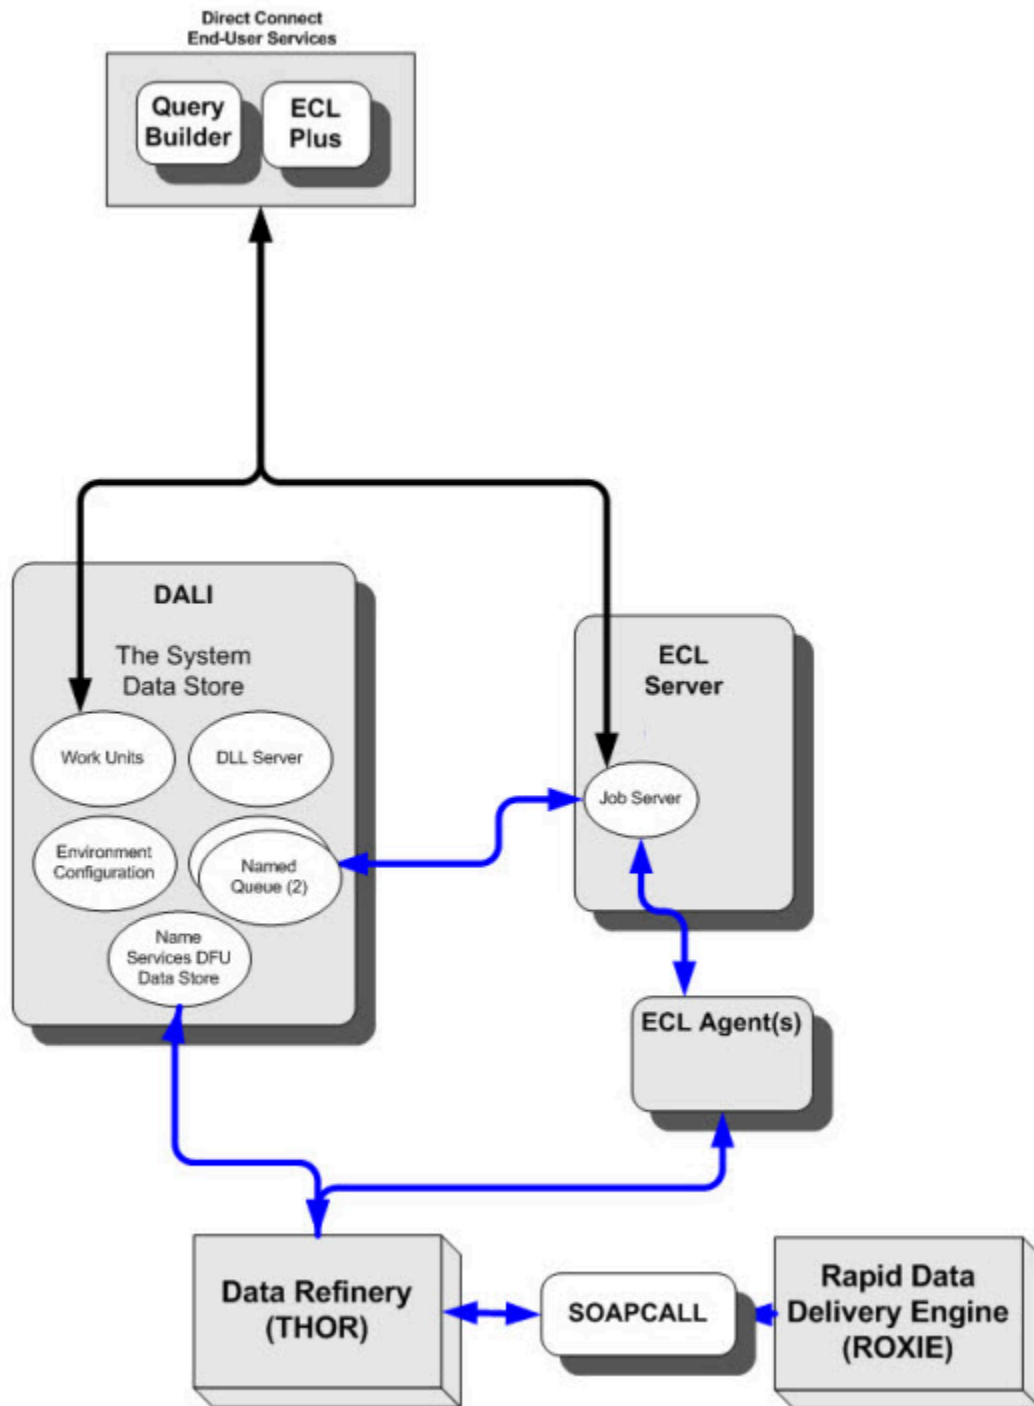 Direct Connect
End-User Services
Query
Builder
ECL
Plus
DALI
The System
Data Store
Work Units
DLL Server
Environment
Configuration
Named
Queue (2)
Name
Services DFU
Data Store
ECL
Server
Job Server
ECL Agent(s)
Data Refinery
(THOR)
SOAPCALL
Rapid Data
Delivery Engine
(ROXIE)